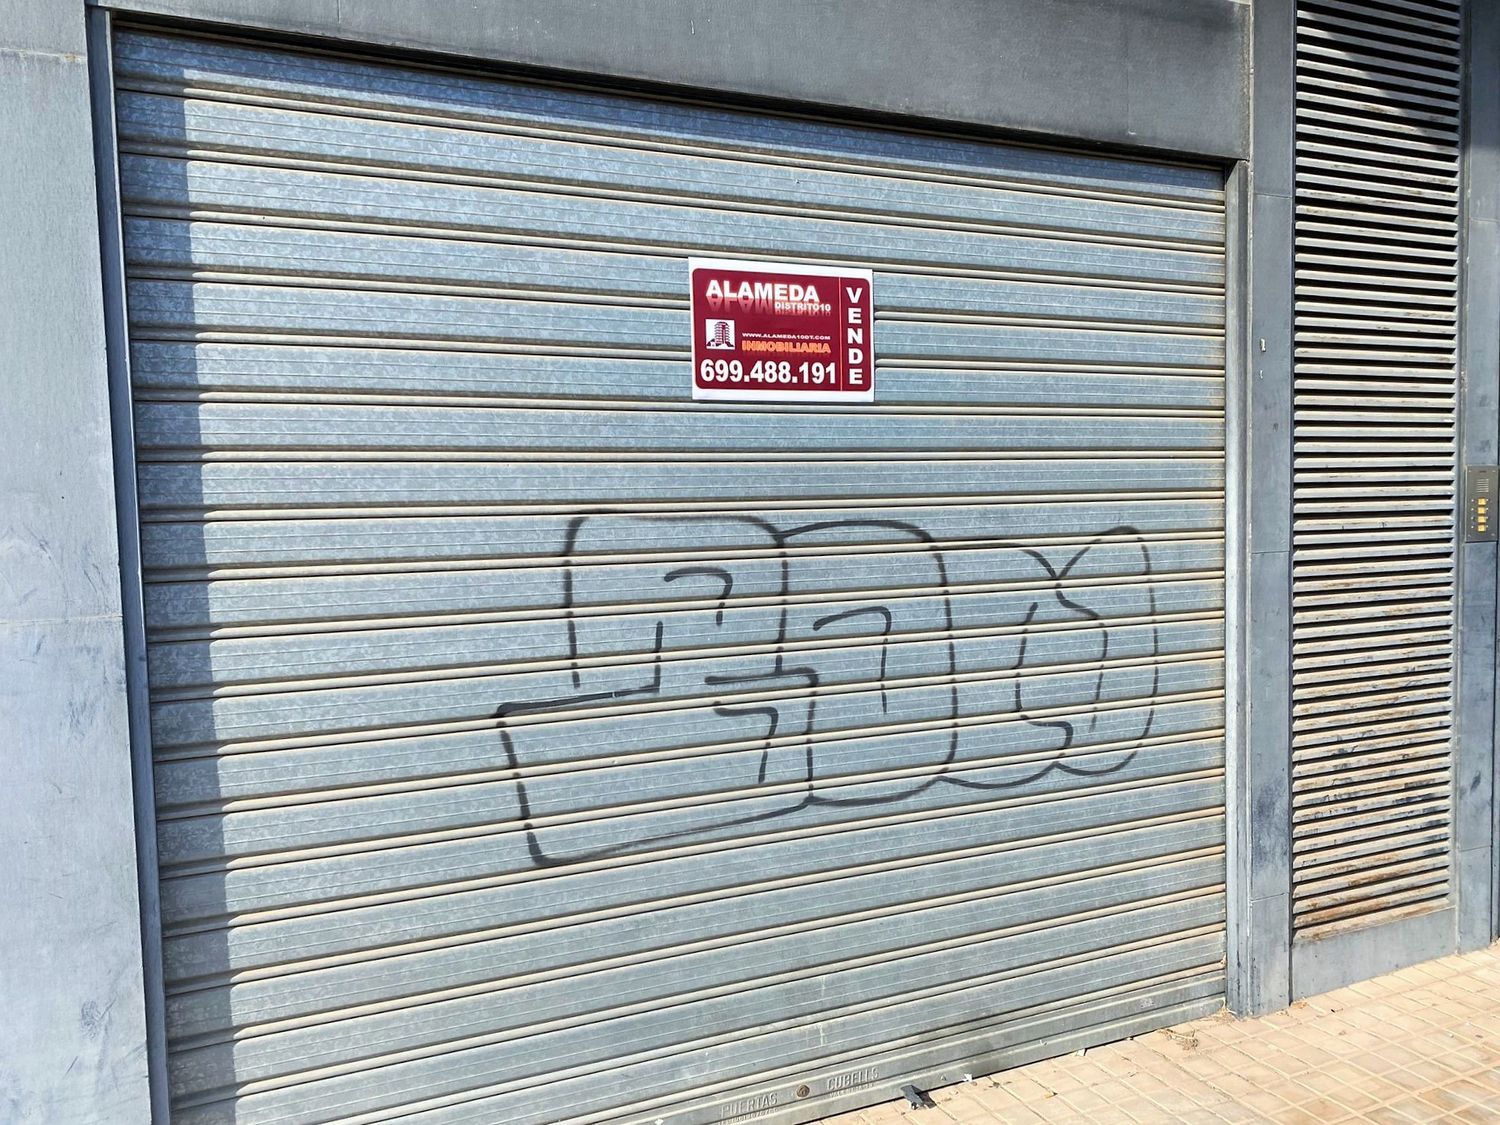 ALAMEDA
DISTRITO10
WWW.ALAMEDA10DT.COM
INMOBILIARIA
699.488.191
VENDE
PUERTAS CUBELLS